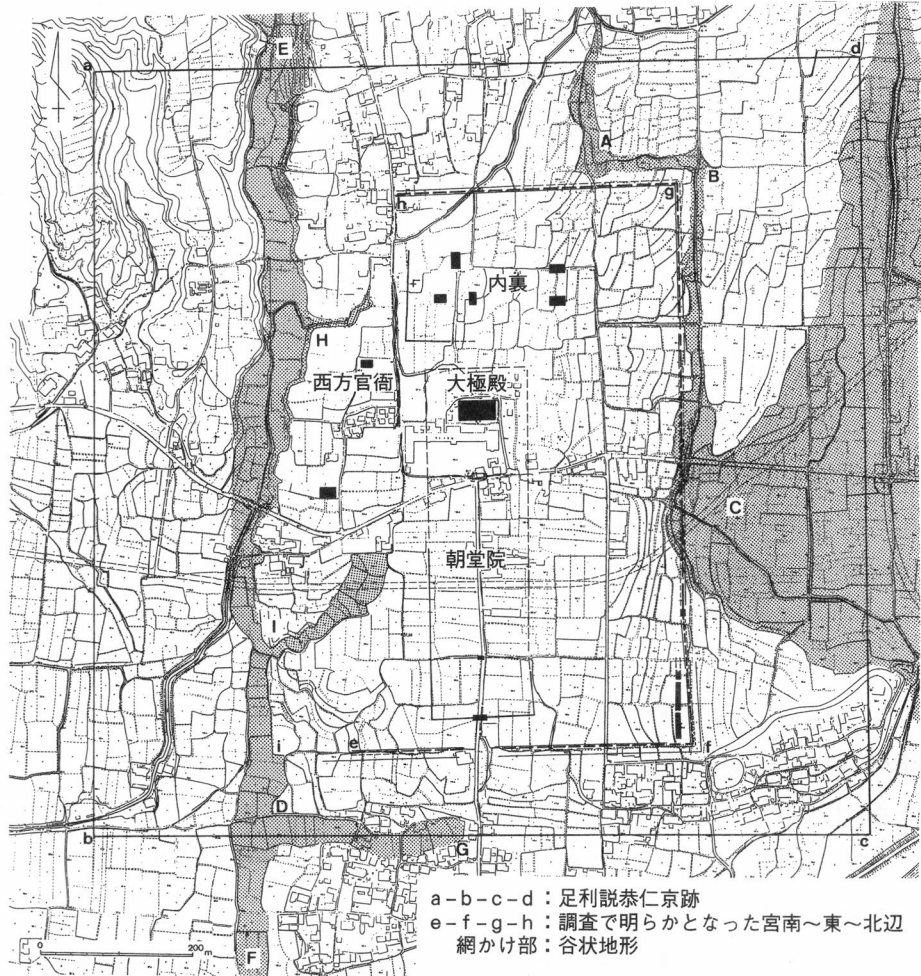 E
a
d
A
B
h
g
内裏
H
西方官衙
大極殿
C
朝堂院
I
e
f
i
D
b
c
G
F
a-b-c-d：足利説恭仁京跡
e-f-g-h：調査で明らかとなった宮南～東～北辺
網かけ部：谷状地形
0
200m